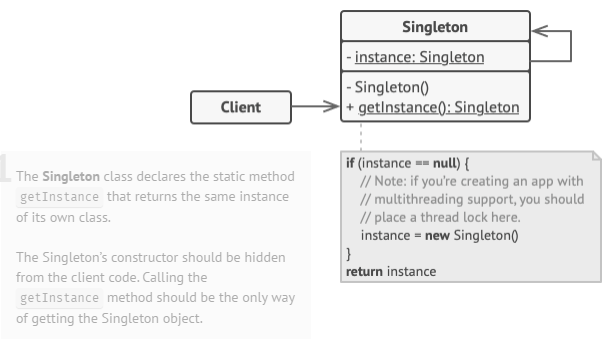 Singleton
- instance: Singleton
- Singleton()
+ getInstance(): Singleton
Client
1
The Singleton class declares the static method
getInstance that returns the same instance
of its own class.
The Singleton's constructor should be hidden
from the client code. Calling the
getInstance method should be the only way
of getting the Singleton object.
if (instance == null) {
// Note: if you're creating an app with
// multithreading support, you should
// place a thread lock here.
instance = new Singleton()
}
return instance